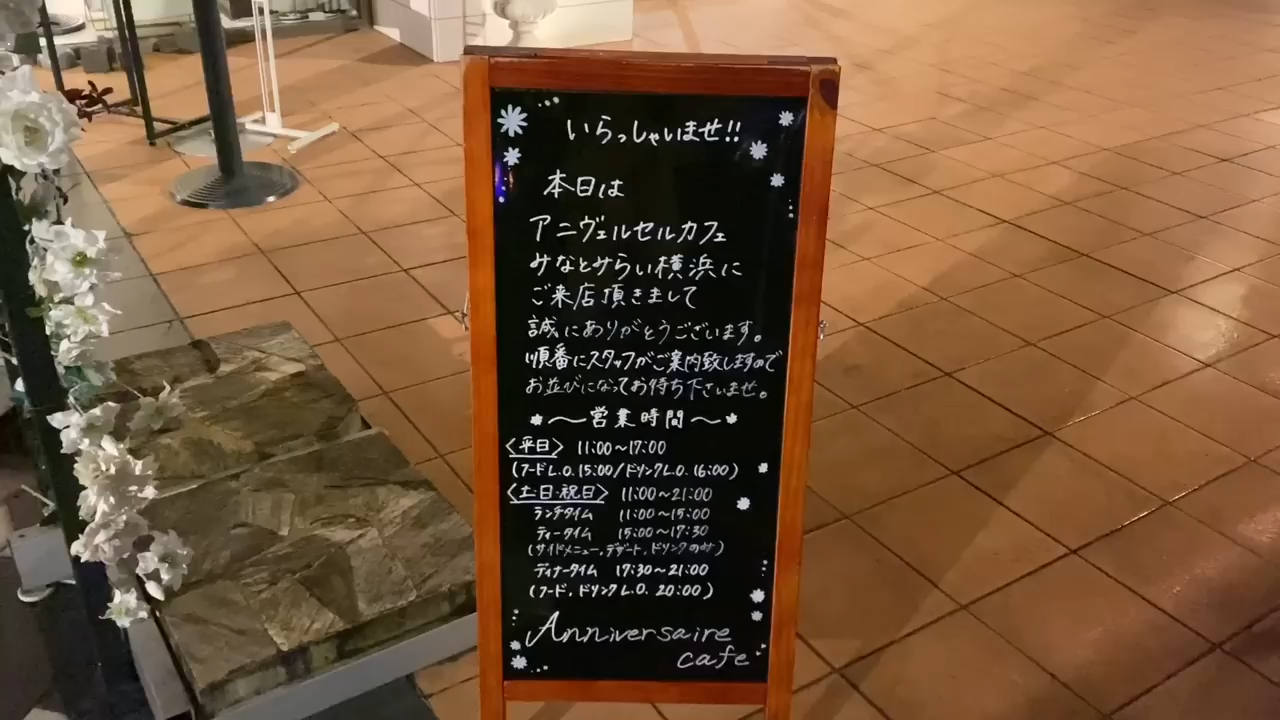 いらっしゃいませ!!
本日は
アニヴェルセルカフェ
みなとみらい横浜に
ご来店頂きまして
誠にありがとうございます。
順番にスタッフがご案内致しますので
お並びになってお待ち下さいませ。
〜営業時間〜
〈平日〉 11:00〜17:00
(フードL.O.15:00/ドリンクL.O.16:00)
〈土・日・祝日〉 11:00〜21:00
ランチタイム 11:00〜15:00
ティータイム 15:00〜17:30
(サイドメニュー、デザート、ドリンクのみ)
ディナータイム 17:30〜21:00
(フード、ドリンクL.O. 20:00)
Anniversaire
cafe